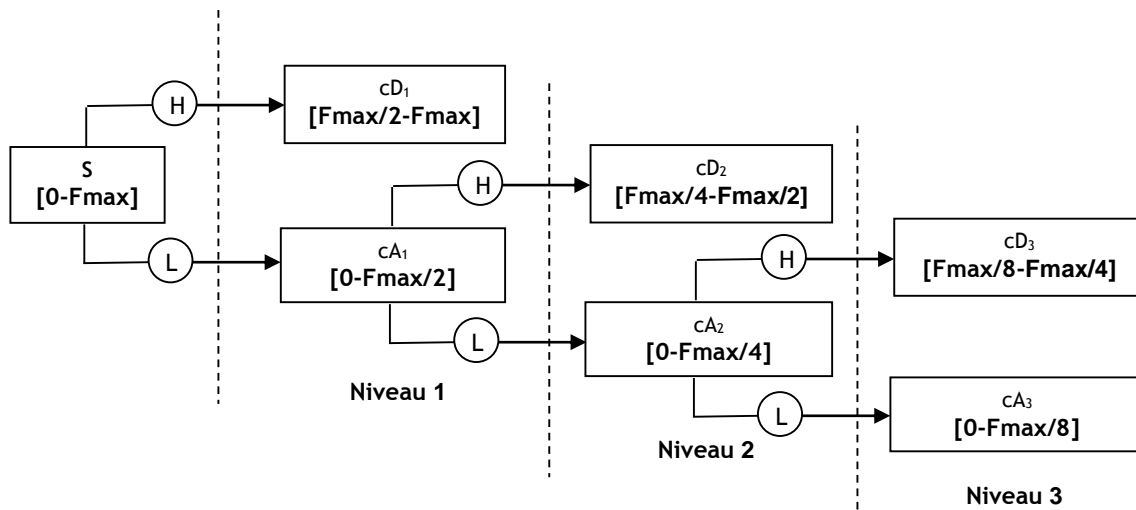 H
cD₁
[Fmax/2-Fmax]
S
[0-Fmax]
L
cA₁
[0-Fmax/2]
Niveau 1
H
cD₂
[Fmax/4-Fmax/2]
L
cA₂
[0-Fmax/4]
Niveau 2
H
cD₃
[Fmax/8-Fmax/4]
L
cA₃
[0-Fmax/8]
Niveau 3